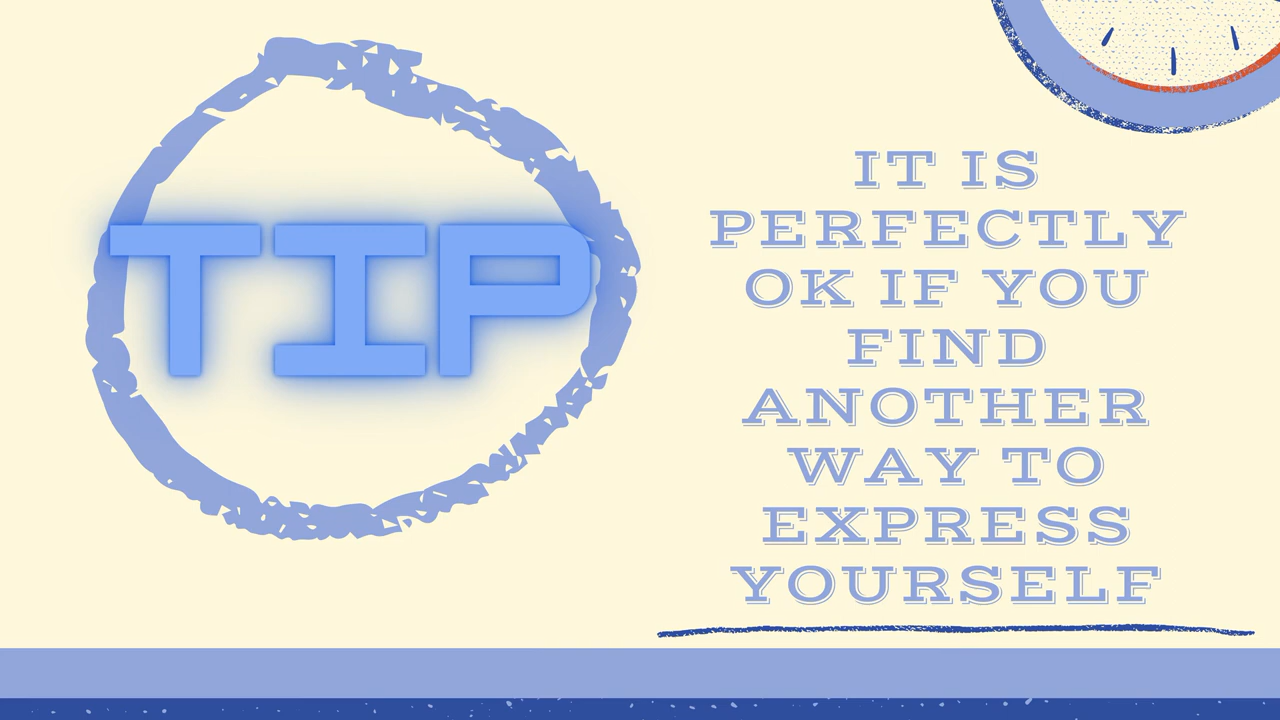 TIP
IT IS
PERFECTLY
OK IF YOU
FIND
ANOTHER
WAY TO
EXPRESS
YOURSELF